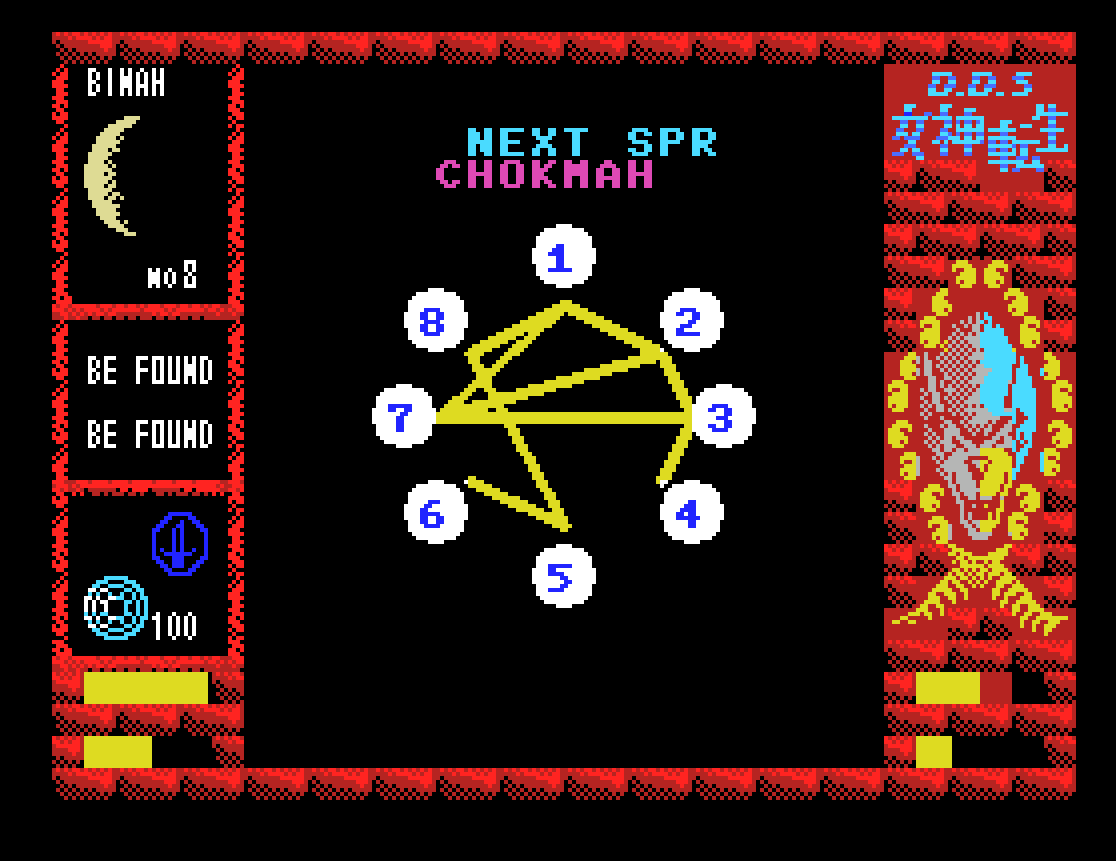 BINAH
no8
BE FOUND
BE FOUND
100
NEXT SPR
CHOKMAH
1
8
2
7
3
6
4
5
D.D.S
女神転生